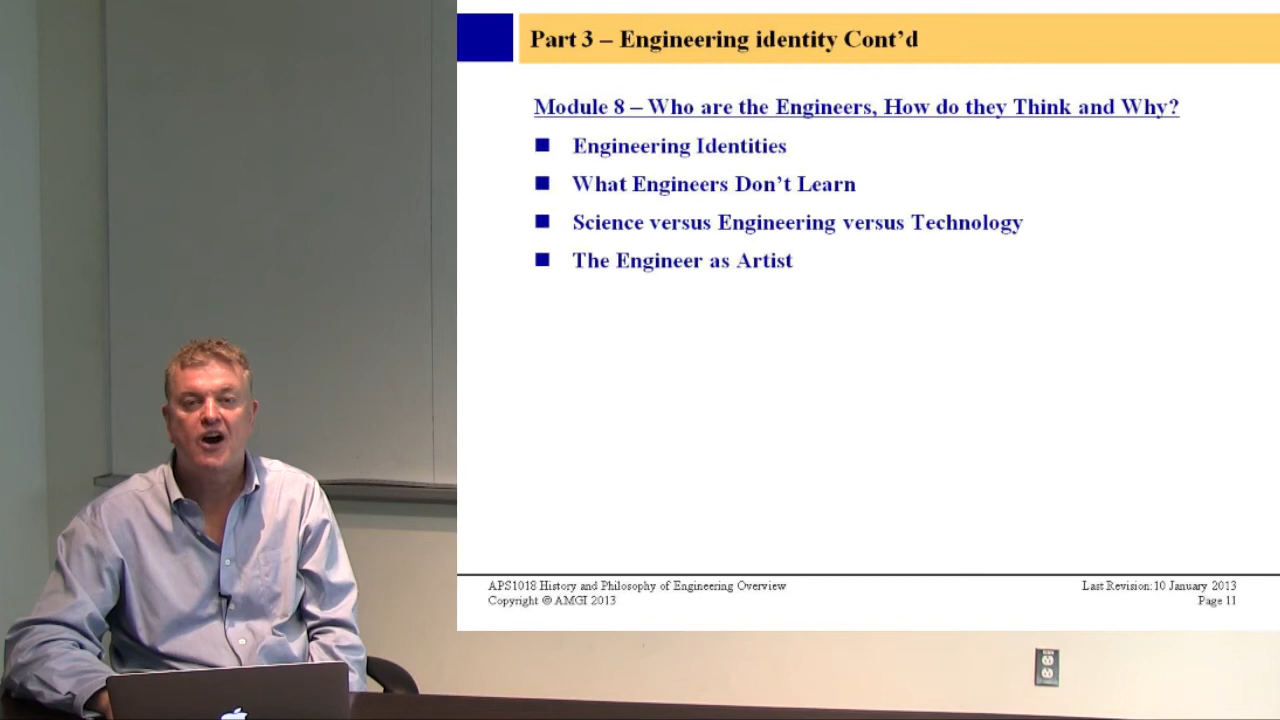 Part 3 – Engineering identity Cont’d
Module 8 – Who are the Engineers, How do they Think and Why?
Engineering Identities
What Engineers Don’t Learn
Science versus Engineering versus Technology
The Engineer as Artist
APS1018 History and Philosophy of Engineering Overview
Last Revision: 10 January 2013
Copyright @ AMGI 2013
Page 11